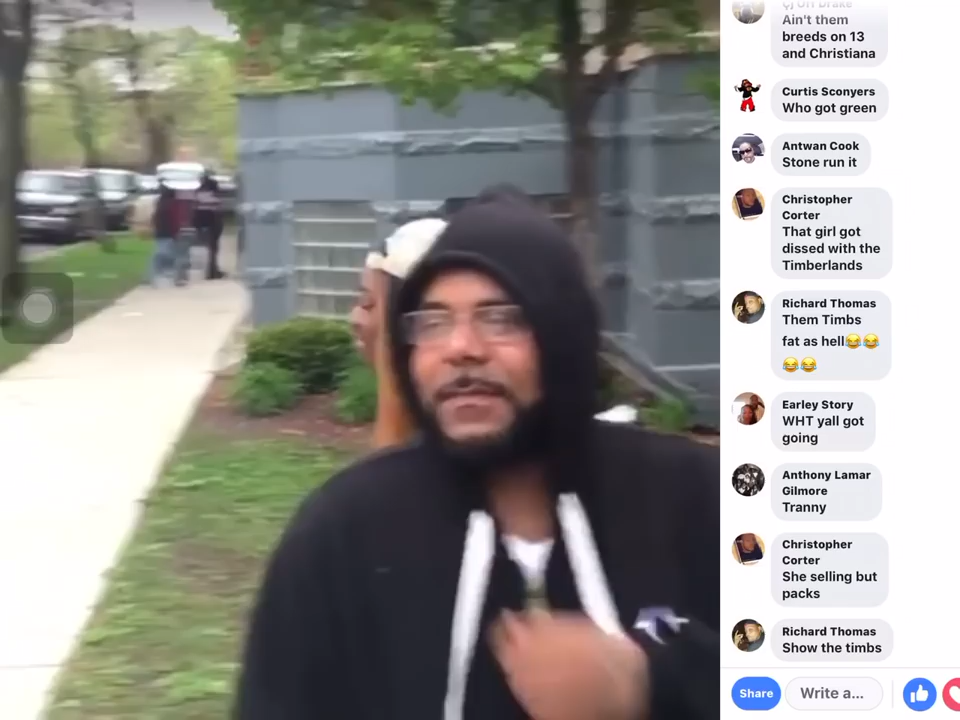 Ain't them
breeds on 13
and Christiana
Curtis Sconyers
Who got green
Antwan Cook
Stone run it
Christopher
Corter
That girl got
dissed with the
Timberlands
Richard Thomas
Them Timbs
fat as hell😂😂
😂😂
Earley Story
WHT yall got
going
Anthony Lamar
Gilmore
Tranny
Christopher
Corter
She selling but
packs
Richard Thomas
Show the timbs
Share
Write a...